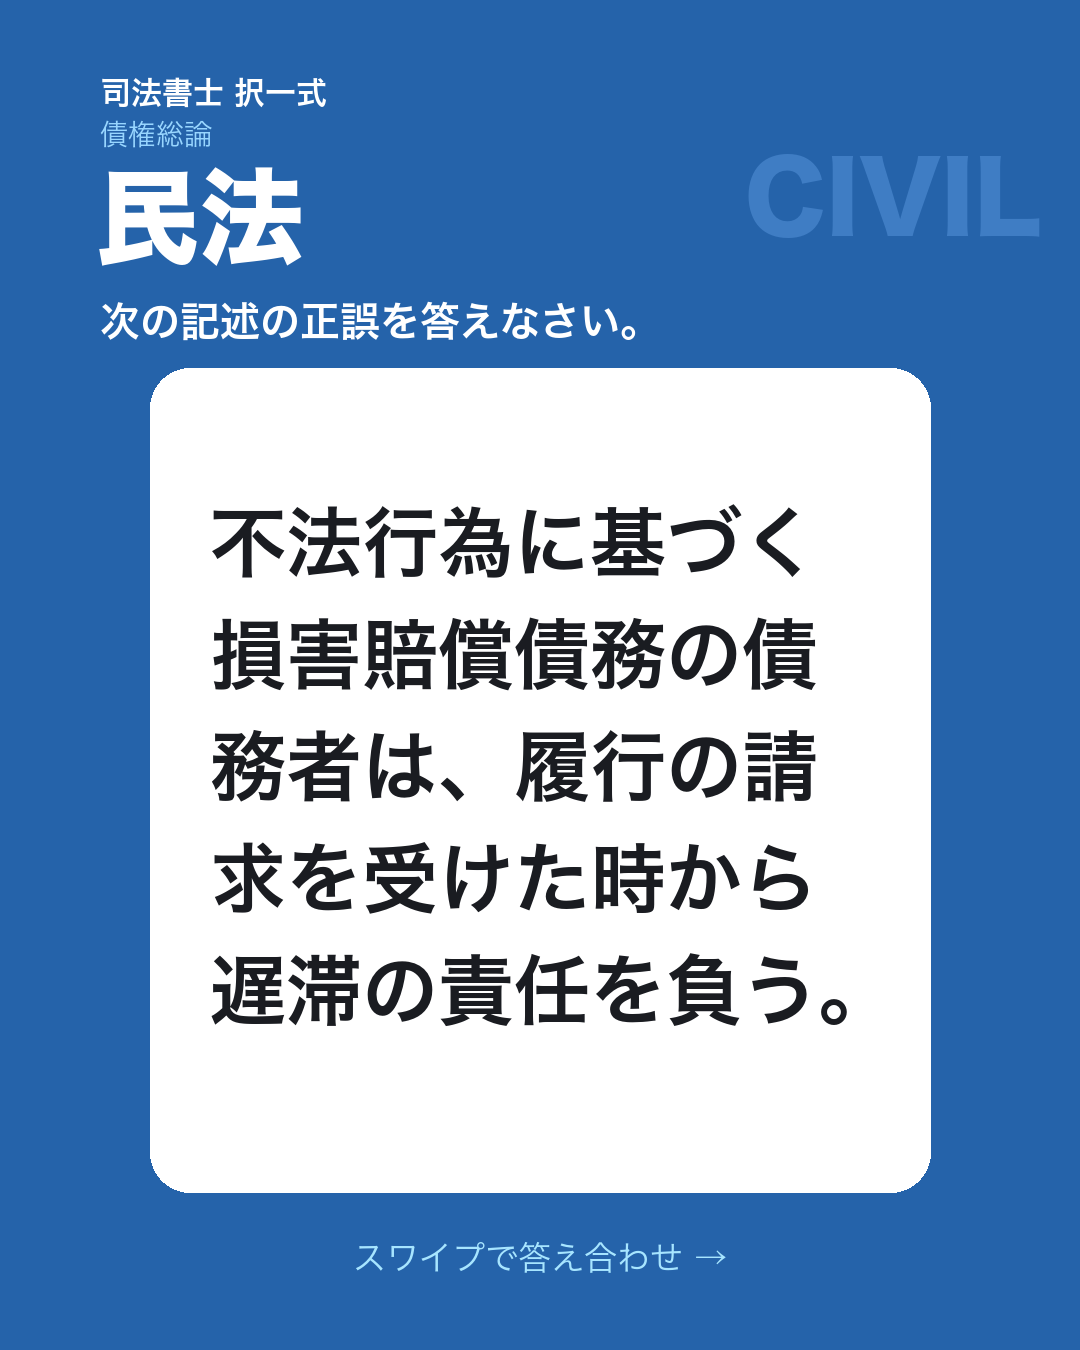 司法書士 択一式
債権総論
民法
CIVIL
次の記述の正誤を答えなさい。
不法行為に基づく
損害賠償債務の債
務者は、履行の請
求を受けた時から
遅滞の責任を負う。
スワイプで答え合わせ →